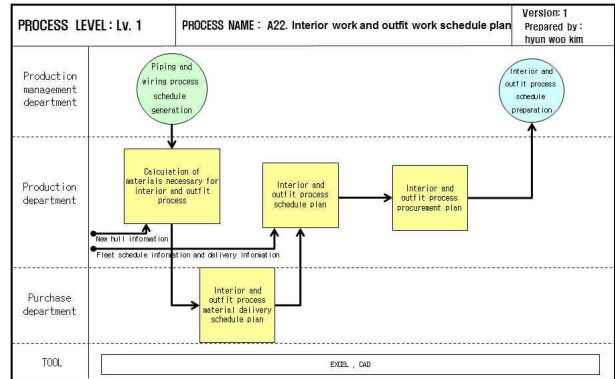 PROCESS LEVEL: Lv. 1
PROCESS NAME : A22. Interior work and outfit work schedule plan
Version: 1
Prepared by :
hyun woo kim
Production
management
department
Piping and
wiring process
schedule
generation
Interior and
outfit process
schedule
preparation
Production
department
Calculation of
materials necessary for
interior and outfit
process
Interior and
outfit process
schedule plan
Interior and
outfit process
procurement plan
New hull information
Fleet schedule information and delivery information
Purchase
department
Interior and
outfit process
material delivery
schedule plan
TOOL
EXCEL , CAD